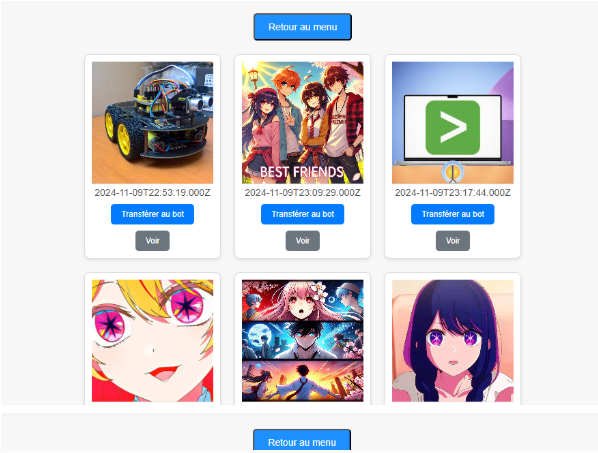 Retour au menu
BEST FRIENDS
>
2024-11-09T22:53:19.000Z
2024-11-09T23:09:29.000Z
2024-11-09T23:17:44.000Z
Transférer au bot
Transférer au bot
Transférer au bot
Voir
Voir
Voir
Retour au menu